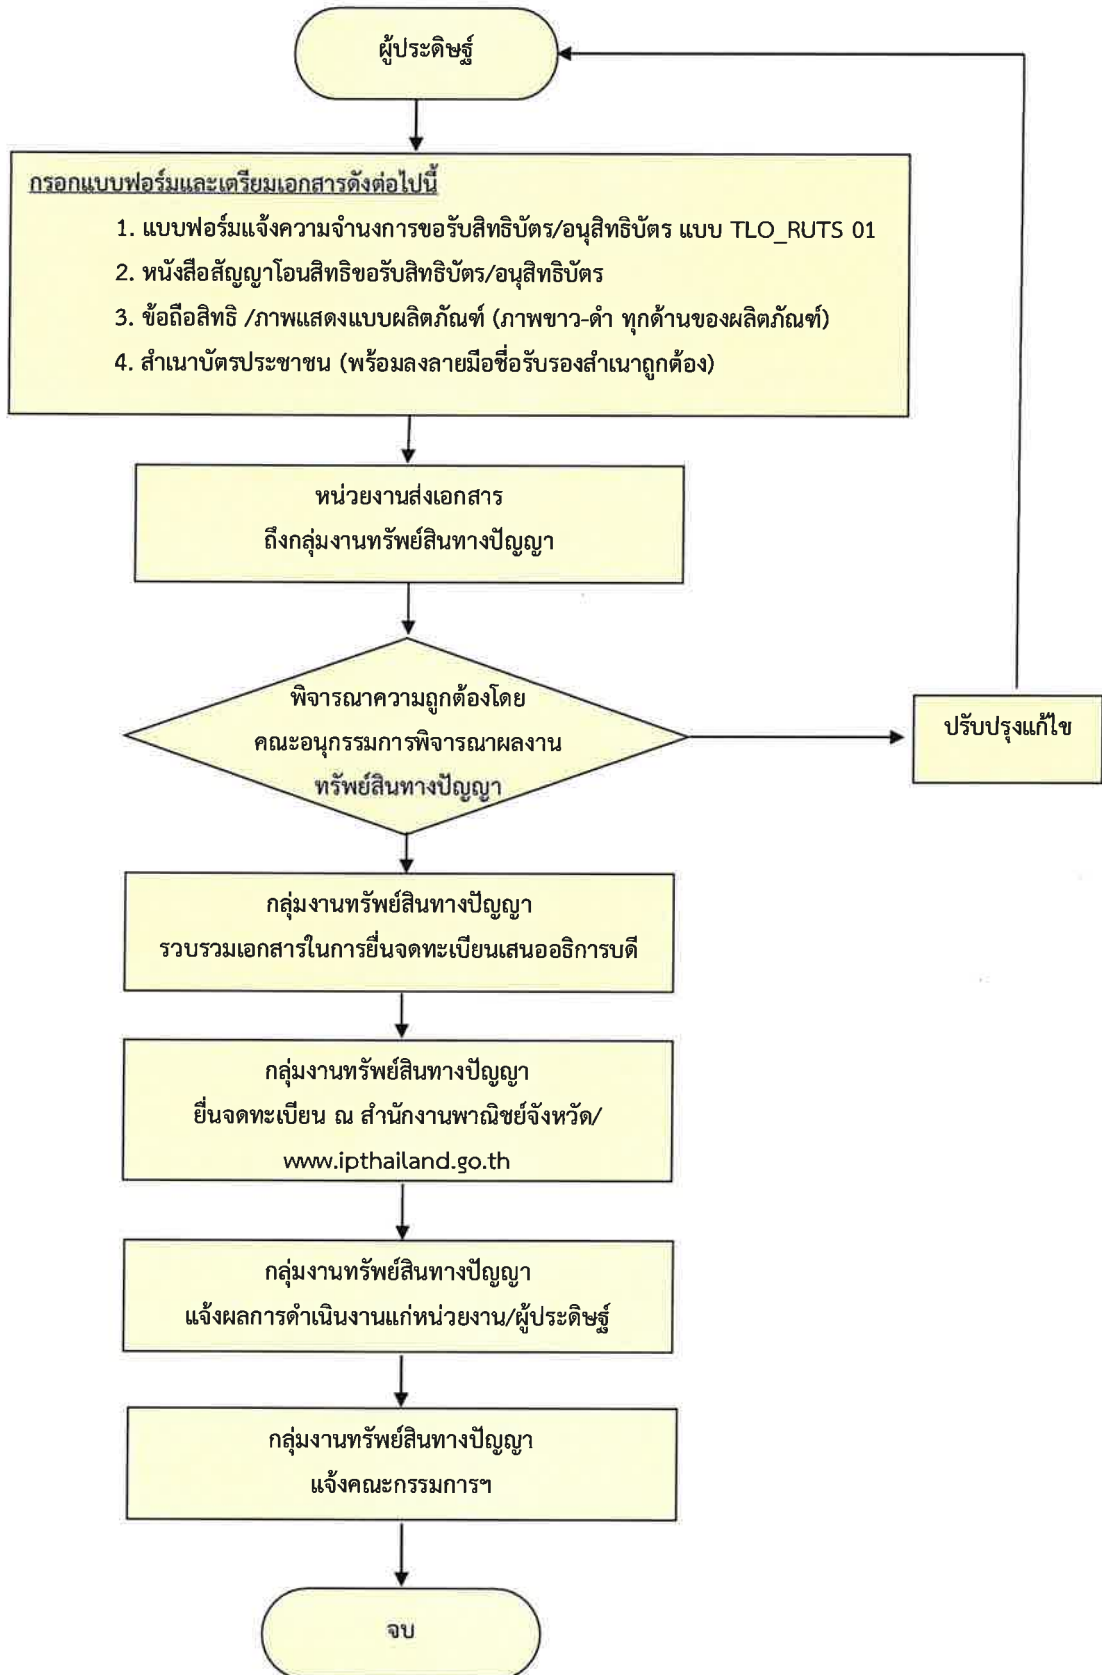 ผู้ประดิษฐ์
กรอกแบบฟอร์มและเตรียมเอกสารดังต่อไปนี้
1. แบบฟอร์มแจ้งความจำนงการขอรับสิทธิบัตร/อนุสิทธิบัตร แบบ TLO_RUTS 01
2. หนังสือสัญญาโอนสิทธิขอรับสิทธิบัตร/อนุสิทธิบัตร
3. ข้อถือสิทธิ /ภาพแสดงแบบผลิตภัณฑ์ (ภาพขาว-ดำ ทุกด้านของผลิตภัณฑ์)
4. สำเนาบัตรประชาชน (พร้อมลงลายมือชื่อรับรองสำเนาถูกต้อง)
หน่วยงานส่งเอกสาร
ถึงกลุ่มงานทรัพย์สินทางปัญญา
พิจารณาความถูกต้องโดย
คณะอนุกรรมการพิจารณาผลงาน
ทรัพย์สินทางปัญญา
ปรับปรุงแก้ไข
กลุ่มงานทรัพย์สินทางปัญญา
รวบรวมเอกสารในการยื่นจดทะเบียนเสนออธิการบดี
กลุ่มงานทรัพย์สินทางปัญญา
ยื่นจดทะเบียน ณ สำนักงานพาณิชย์จังหวัด/
www.ipthailand.go.th
กลุ่มงานทรัพย์สินทางปัญญา
แจ้งผลการดำเนินงานแก่หน่วยงาน/ผู้ประดิษฐ์
กลุ่มงานทรัพย์สินทางปัญญา
แจ้งคณะกรรมการฯ
จบ